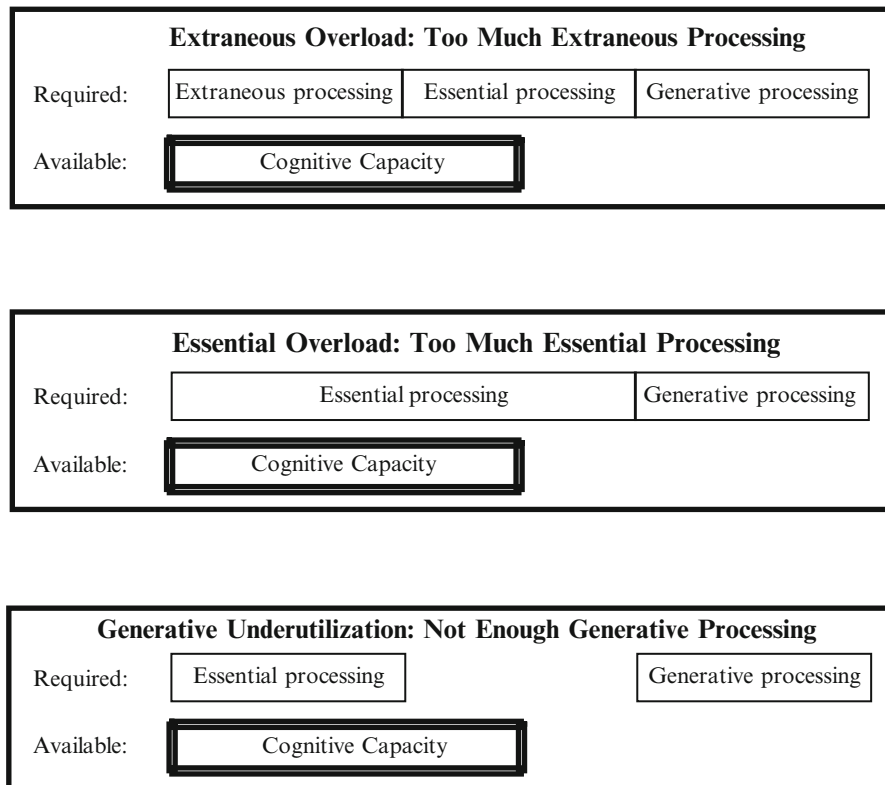 Extraneous Overload: Too Much Extraneous Processing
Required: Extraneous processing Essential processing Generative processing
Available: Cognitive Capacity
Essential Overload: Too Much Essential Processing
Required: Essential processing Generative processing
Available: Cognitive Capacity
Generative Underutilization: Not Enough Generative Processing
Required: Essential processing Generative processing
Available: Cognitive Capacity